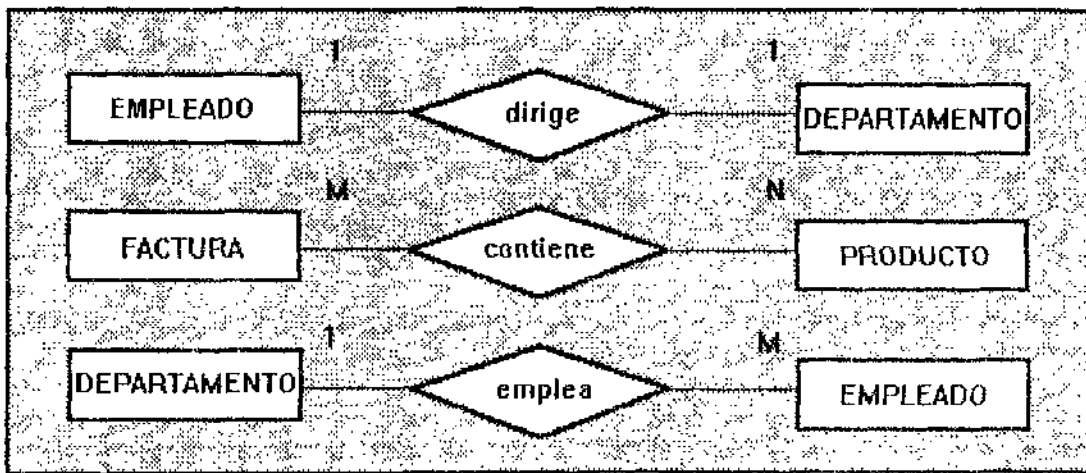 1 1
EMPLEADO dirige DEPARTAMENTO
M N
FACTURA contiene PRODUCTO
1 M
DEPARTAMENTO emplea EMPLEADO